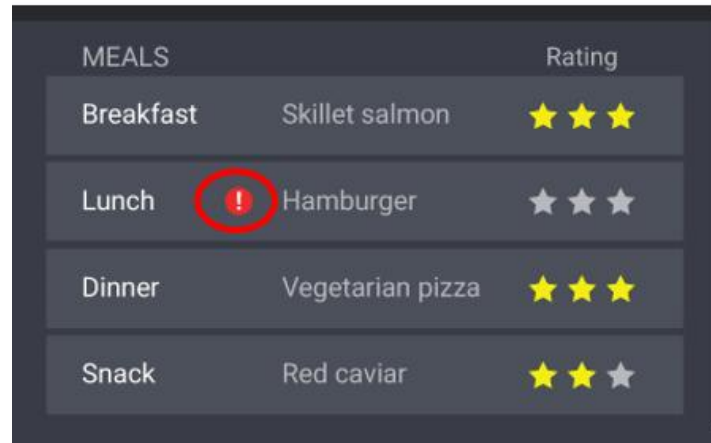 MEALS Rating
Breakfast Skillet salmon
Lunch ! Hamburger
Dinner Vegetarian pizza
Snack Red caviar